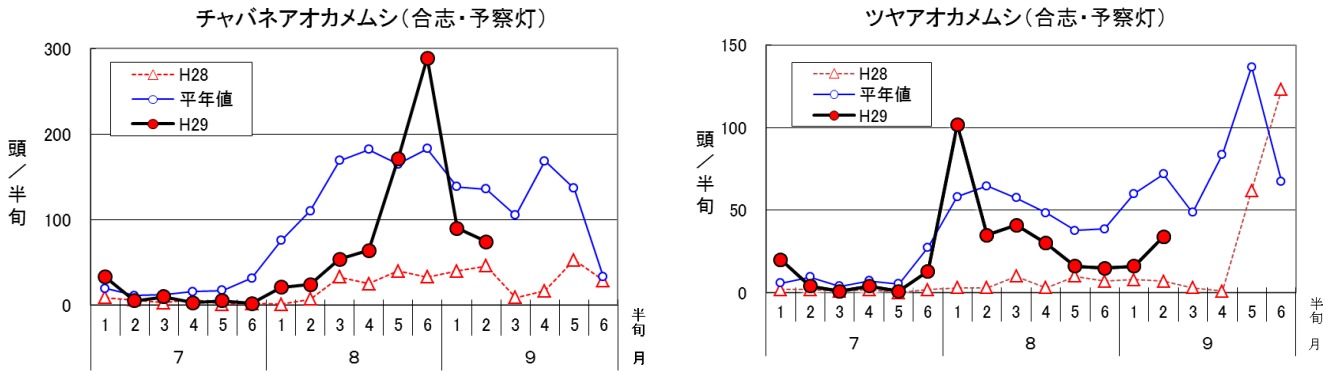 チャバネアオカメムシ(合志・予察灯)
頭/半旬
300
200
100
0
H28
平年値
H29
1 2 3 4 5 6 1 2 3 4 5 6 1 2 3 4 5 6
半旬
7 8 9
月
ツヤアオカメムシ(合志・予察灯)
頭/半旬
150
100
50
0
H28
平年値
H29
1 2 3 4 5 6 1 2 3 4 5 6 1 2 3 4 5 6
半旬
7 8 9
月